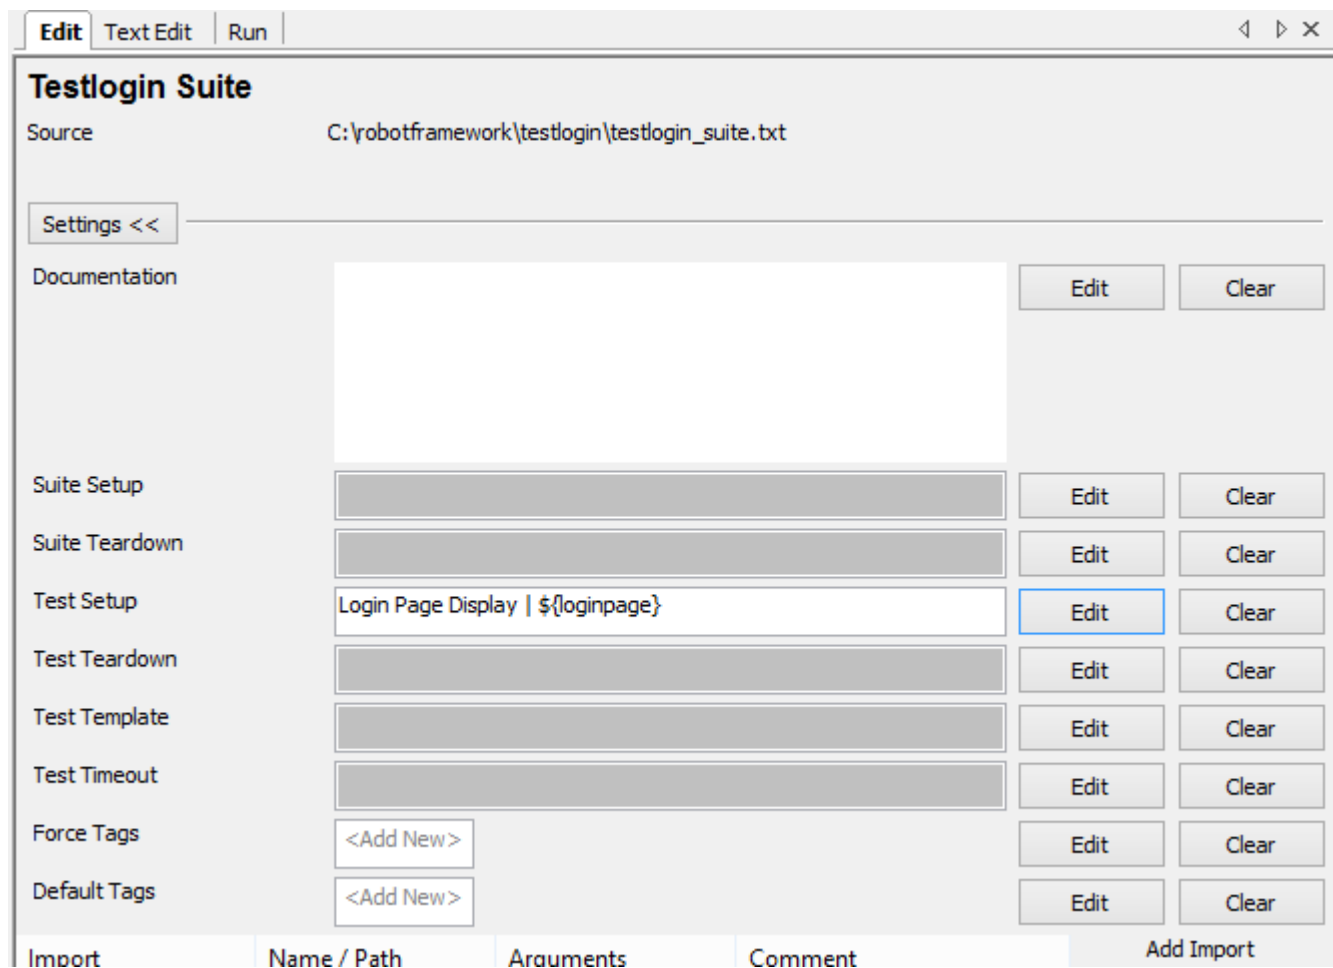 Edit Text Edit Run
Testlogin Suite
Source C:\robotframework\testlogin\testlogin_suite.txt
Settings <<
Documentation Edit Clear
Suite Setup Edit Clear
Suite Teardown Edit Clear
Test Setup Login Page Display | ${loginpage} Edit Clear
Test Teardown Edit Clear
Test Template Edit Clear
Test Timeout Edit Clear
Force Tags <Add New> Edit Clear
Default Tags <Add New> Edit Clear
Import Name / Path Arguments Comment Add Import